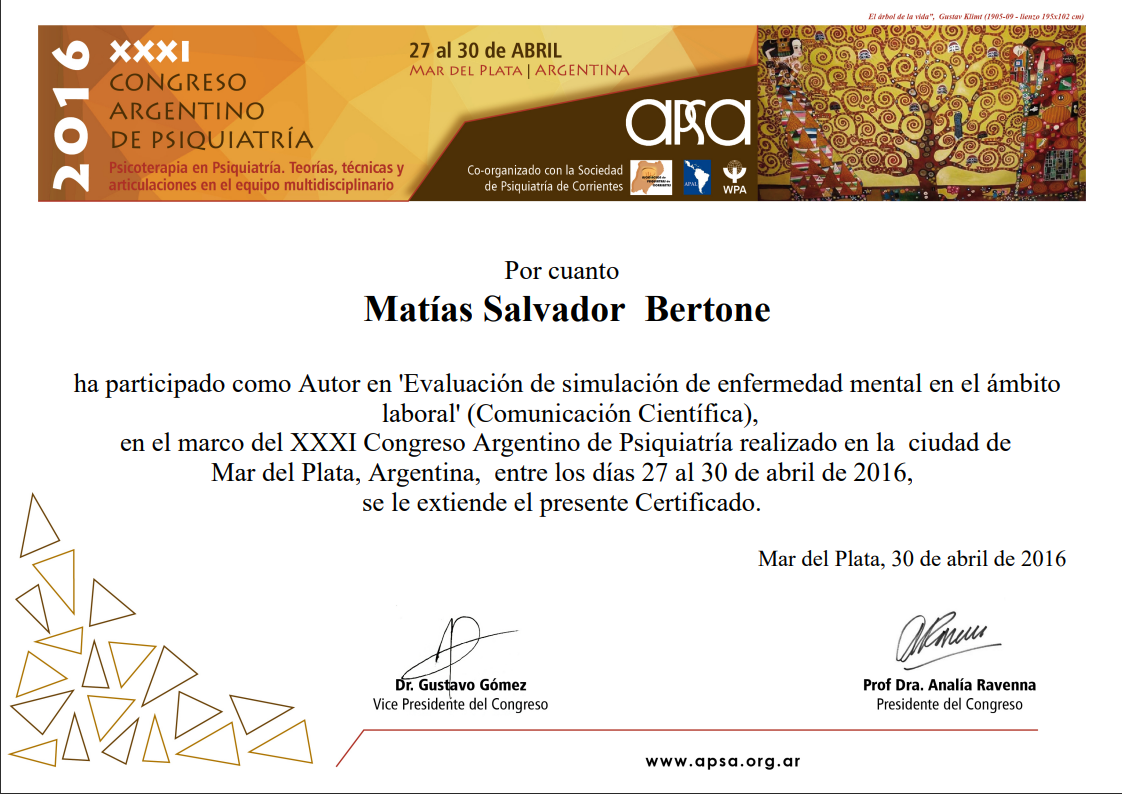 El árbol de la vida", Gustav Klimt (1905-09 - lienzo 195x102 cm)
2016
XXXI
CONGRESO
ARGENTINO
DE PSIQUIATRÍA
Psicoterapia en Psiquiatría. Teorías, técnicas y
articulaciones en el equipo multidisciplinario
27 al 30 de ABRIL
MAR DEL PLATA | ARGENTINA
apsa
Co-organizado con la Sociedad
de Psiquiatría de Corrientes
APAL
WPA
Por cuanto
Matías Salvador Bertone
ha participado como Autor en 'Evaluación de simulación de enfermedad mental en el ámbito
laboral' (Comunicación Científica),
en el marco del XXXI Congreso Argentino de Psiquiatría realizado en la ciudad de
Mar del Plata, Argentina, entre los días 27 al 30 de abril de 2016,
se le extiende el presente Certificado.
Mar del Plata, 30 de abril de 2016
Dr. Gustavo Gómez
Vice Presidente del Congreso
Prof Dra. Analía Ravenna
Presidente del Congreso
www.apsa.org.ar